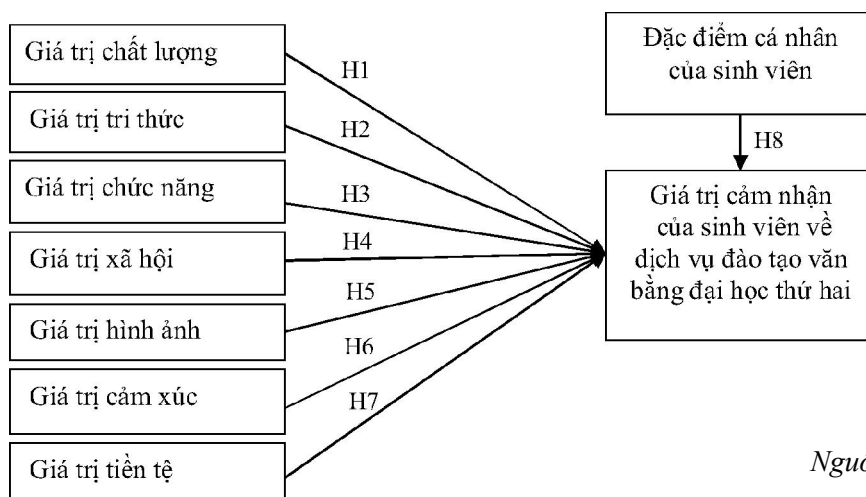 Giá trị chất lượng
Giá trị tri thức
Giá trị chức năng
Giá trị xã hội
Giá trị hình ảnh
Giá trị cảm xúc
Giá trị tiền tệ
H1
H2
H3
H4
H5
H6
H7
Đặc điểm cá nhân
của sinh viên
H8
Giá trị cảm nhận
của sinh viên về
dịch vụ đào tạo văn
bằng đại học thứ hai